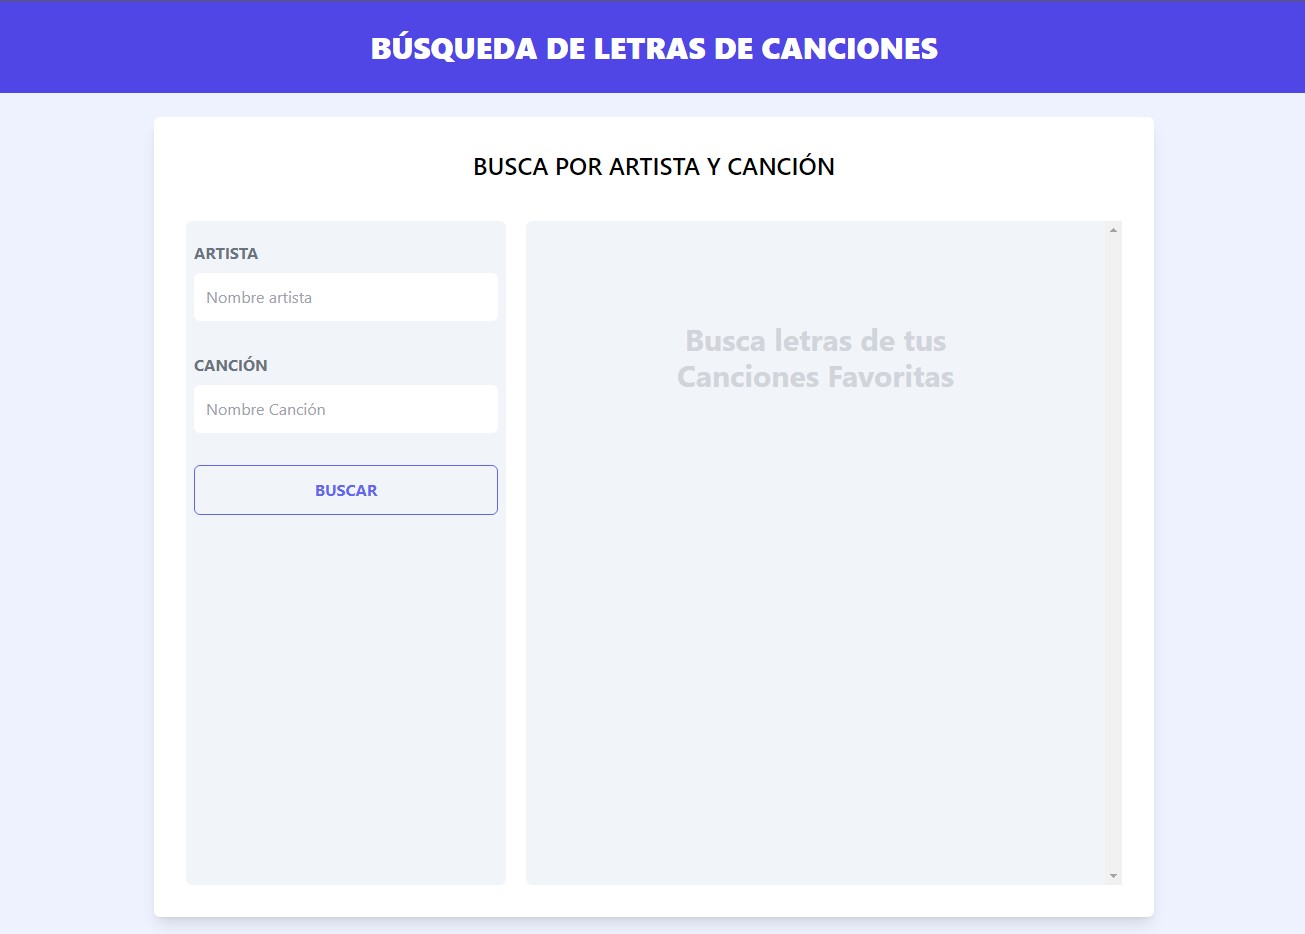 BÚSQUEDA DE LETRAS DE CANCIONES
BUSCA POR ARTISTA Y CANCIÓN
ARTISTA
Nombre artista
CANCIÓN
Nombre Canción
BUSCAR
Busca letras de tus
Canciones Favoritas